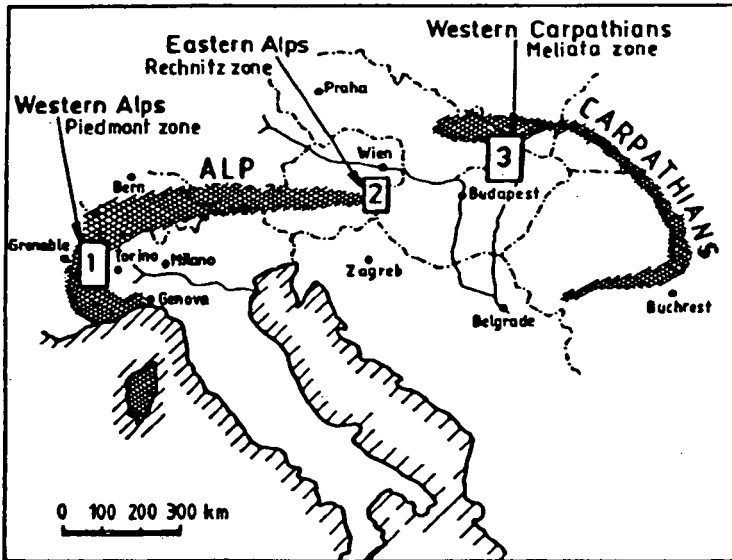 Western Carpathians
Meliata zone
Eastern Alps
Rechnitz zone
Western Alps
Piedmont zone
CARPATHIANS
Praha
ALP
Wien
3
Bern
2
Budapest
Grenoble
1
Torino
Milano
Zagreb
Genova
Belgrade
Buchrest
0 100 200 300 km